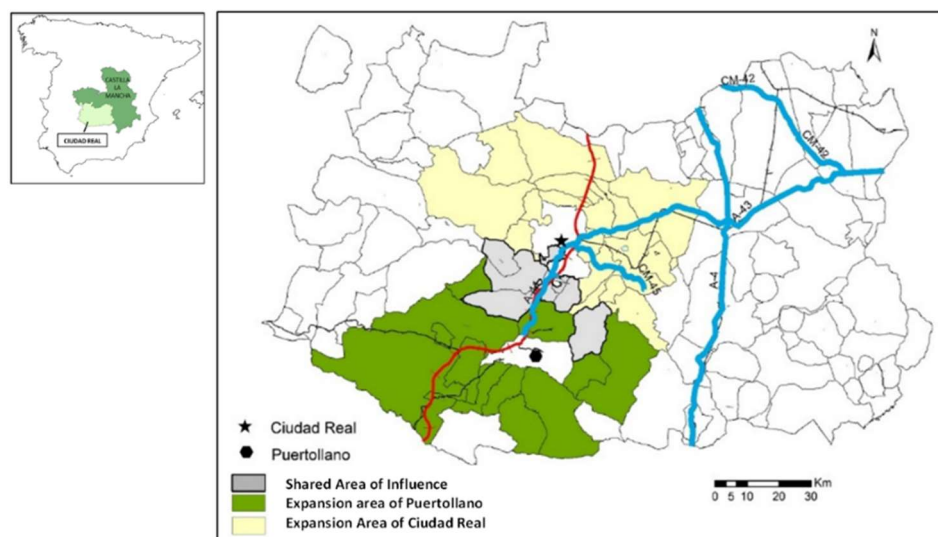 CASTILLA
LA
MANCHA
CIUDAD REAL
N
CM-42
CM-42
A-43
A-4
CM-45
Ciudad Real
Puertollano
Shared Area of Influence
Expansion area of Puertollano
Expansion Area of Ciudad Real
Km
0 5 10 20 30